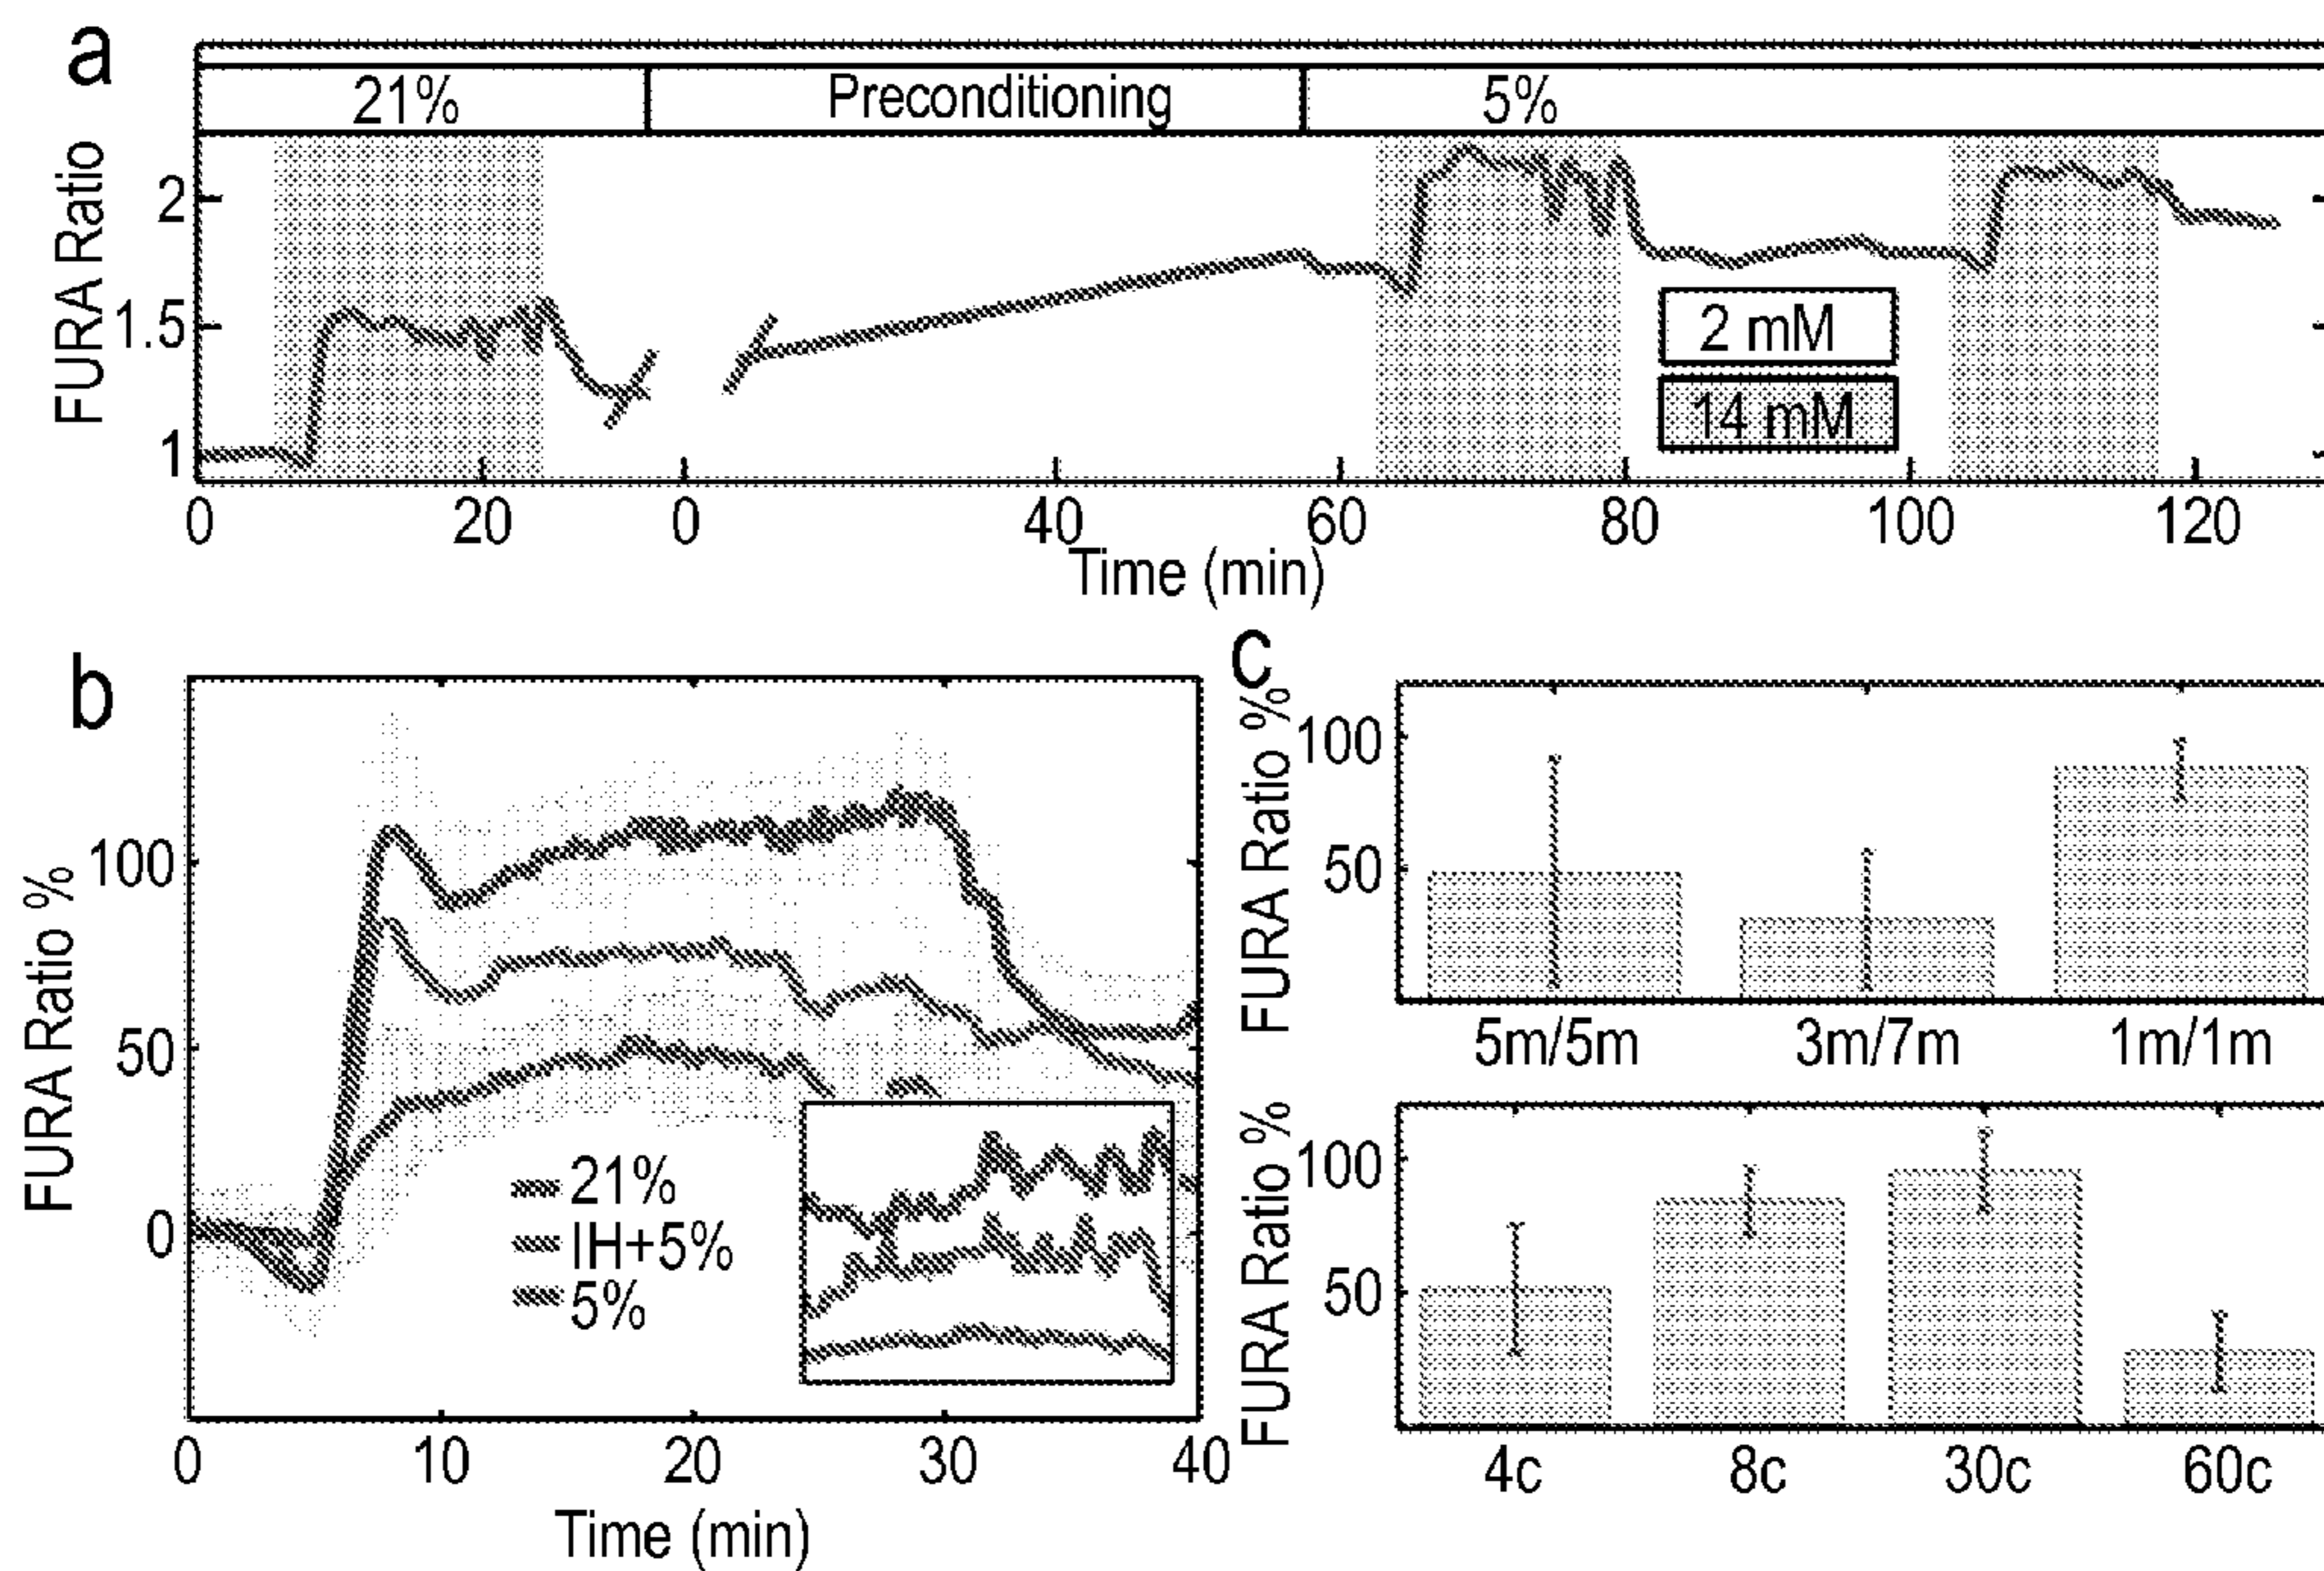 a
21% Preconditioning 5%
FURA Ratio
2
1.5
1
2 mM
14 mM
0 20 0 40 60 80 100 120
Time (min)
b
FURA Ratio %
100
50
0
21%
IH+5%
5%
0 10 20 30 40
Time (min)
c
FURA Ratio %
100
50
5m/5m 3m/7m 1m/1m
FURA Ratio %
100
50
4c 8c 30c 60c